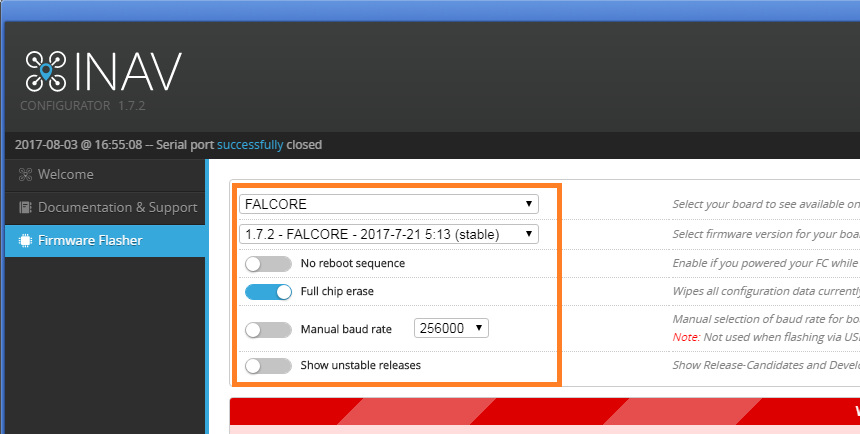 INAV
CONFIGURATOR 1.7.2
2017-08-03 @ 16:55:08 -- Serial port successfully closed
Welcome
Documentation & Support
Firmware Flasher
FALCORE
Select your board to see available on
1.7.2 - FALCORE - 2017-7-21 5:13 (stable)
Select firmware version for your boa
No reboot sequence
Enable if you powered your FC while
Full chip erase
Wipes all configuration data currently
Manual baud rate
256000
Manual selection of baud rate for bo
Note: Not used when flashing via US
Show unstable releases
Show Release-Candidates and Develo